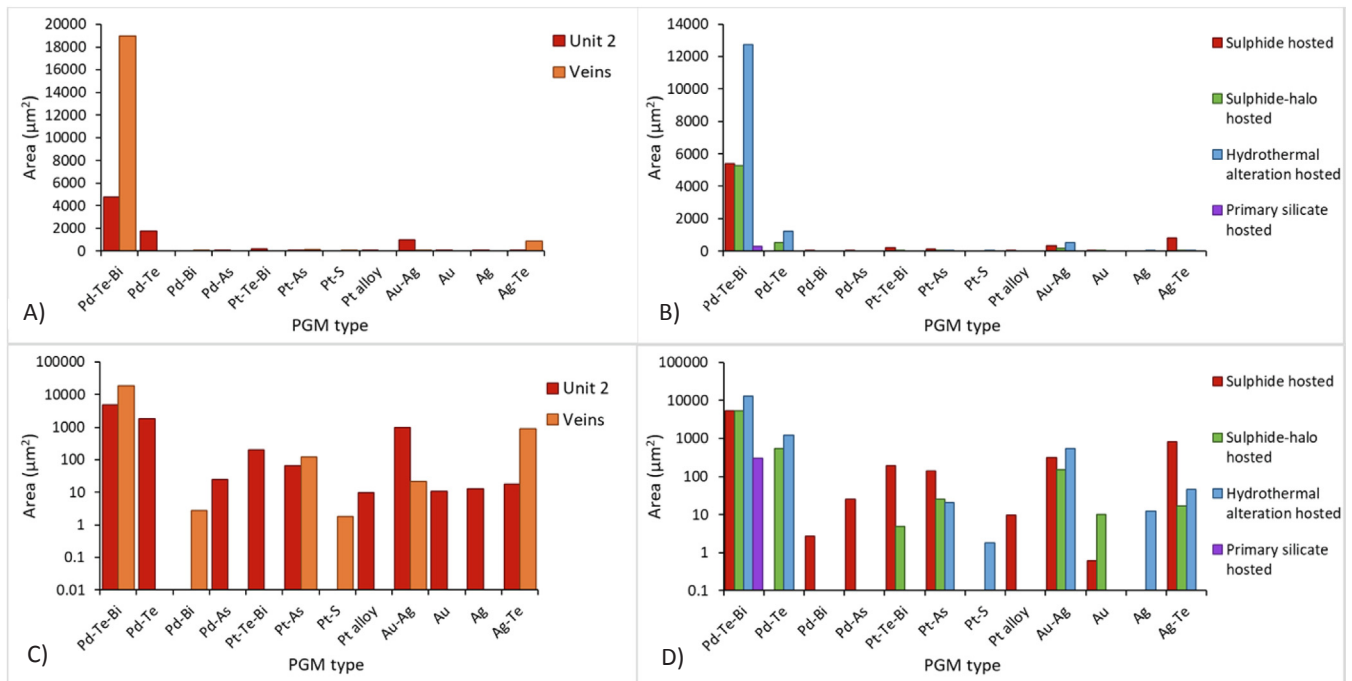 20000
18000
16000
14000
12000
10000
8000
6000
4000
2000
0
Area (µm²)
Unit 2
Veins
Pd-Te-Bi
Pd-Te
Pd-Bi
Pd-As
Pt-Te-Bi
Pt-As
Pt-S
Pt alloy
Au-Ag
Au
Ag
Ag-Te
A)
PGM type
14000
12000
10000
8000
6000
4000
2000
0
Area (µm²)
Sulphide hosted
Sulphide-halo
hosted
Hydrothermal
alteration hosted
Primary silicate
hosted
Pd-Te-Bi
Pd-Te
Pd-Bi
Pd-As
Pt-Te-Bi
Pt-As
Pt-S
Pt alloy
Au-Ag
Au
Ag
Ag-Te
B)
PGM type
100000
10000
1000
100
10
1
0.1
0.01
Area (µm²)
Unit 2
Veins
Pd-Te-Bi
Pd-Te
Pd-Bi
Pd-As
Pt-Te-Bi
Pt-As
Pt-S
Pt alloy
Au-Ag
Au
Ag
Ag-Te
C)
PGM type
100000
10000
1000
100
10
1
0.1
Area (µm²)
Sulphide hosted
Sulphide-halo
hosted
Hydrothermal
alteration hosted
Primary silicate
hosted
Pd-Te-Bi
Pd-Te
Pd-Bi
Pd-As
Pt-Te-Bi
Pt-As
Pt-S
Pt alloy
Au-Ag
Au
Ag
Ag-Te
D)
PGM type